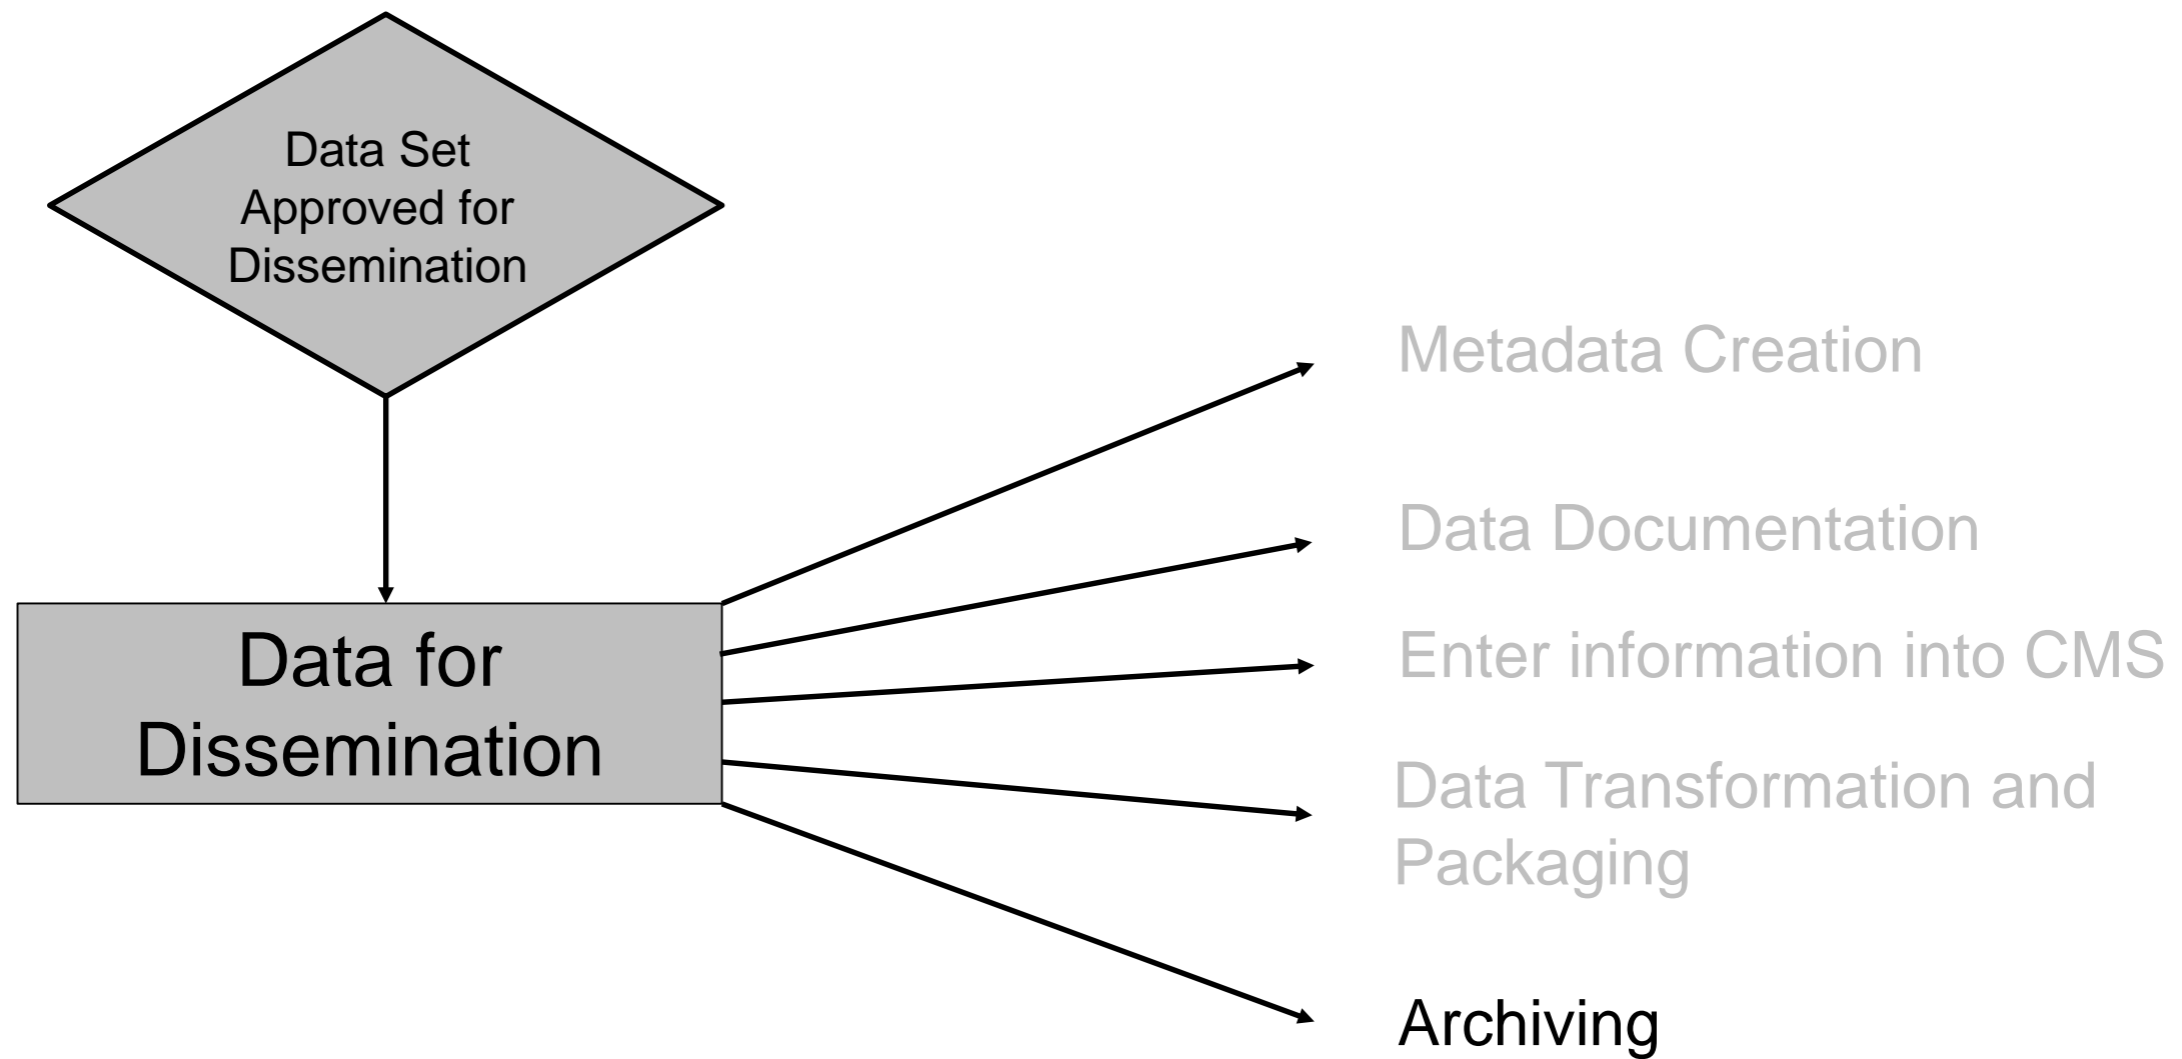 Data Set
Approved for
Dissemination
Data for
Dissemination
Metadata Creation
Data Documentation
Enter information into CMS
Data Transformation and
Packaging
Archiving